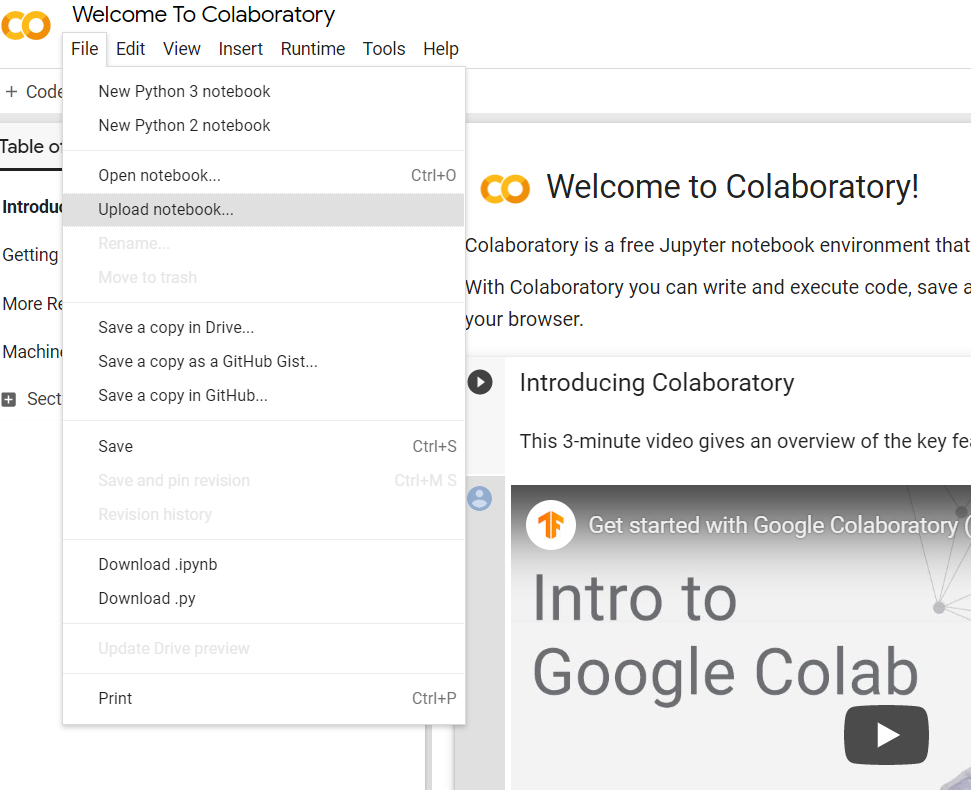 Welcome To Colaboratory
File Edit View Insert Runtime Tools Help
+ Code
Table of
New Python 3 notebook
New Python 2 notebook
Open notebook... Ctrl+O
Upload notebook...
Rename...
Move to trash
Save a copy in Drive...
Save a copy as a GitHub Gist...
Save a copy in GitHub...
Save Ctrl+S
Save and pin revision Ctrl+M S
Revision history
Download .ipynb
Download .py
Update Drive preview
Print Ctrl+P
Introdu
Getting
More Re
Machin
Sect
Welcome to Colaboratory!
Colaboratory is a free Jupyter notebook environment that
With Colaboratory you can write and execute code, save a
your browser.
Introducing Colaboratory
This 3-minute video gives an overview of the key fea
Get started with Google Colaboratory (
Intro to
Google Colab